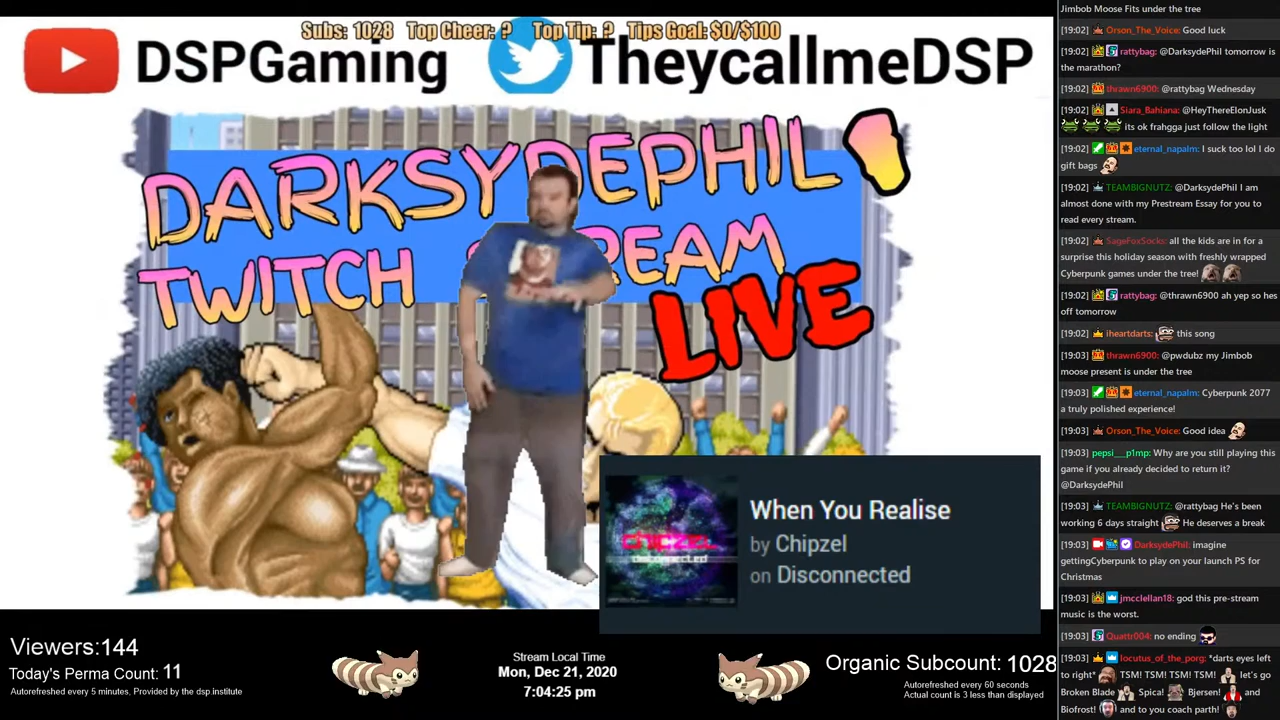 Subs: 1028 Top Cheer: ? Top Tip: ? Tips Goal: $0/$100
DSPGaming
TheycallmeDSP
DARKSYDEPHIL
TWITCH STREAM
LIVE
When You Realise
by Chipzel
on Disconnected
Viewers:144
Today's Perma Count: 11
Autorefreshed every 5 minutes, Provided by the dsp.institute
Stream Local Time
Mon, Dec 21, 2020
7:04:25 pm
Organic Subcount: 1028
Autorefreshed every 60 seconds
Actual count is 3 less than displayed
Jimbob Moose Fits under the tree
[19:02] Orson_The_Voice: Good luck
[19:02] rattybag: @DarksydePhil tomorrow is
the marathon?
[19:02] thrawn6900: @rattybag Wednesday
[19:02] Siara_Bahiana: @HeyThereElonJusk
its ok frahgga just follow the light
[19:02] eternal_napalm: I suck too lol I do
gift bags
[19:02] TEAMBIGNUTZ: @DarksydePhil I am
almost done with my Prestream Essay for you to
read every stream.
[19:02] SageFoxSocks: all the kids are in for a
surprise this holiday season with freshly wrapped
Cyberpunk games under the tree!
[19:02] rattybag: @thrawn6900 ah yep so hes
off tomorrow
[19:02] iheartdarts: this song
[19:03] thrawn6900: @pwdubz my Jimbob
moose present is under the tree
[19:03] eternal_napalm: Cyberpunk 2077
a truly polished experience!
[19:03] Orson_The_Voice: Good idea
[19:03] pepsi__p1mp: Why are you still playing this
game if you already decided to return it?
@DarksydePhil
[19:03] TEAMBIGNUTZ: @rattybag He's been
working 6 days straight He deserves a break
[19:03] DarksydePhil: imagine
gettingCyberpunk to play on your launch PS for
Christmas
[19:03] jmcclellan18: god this pre-stream
music is the worst.
[19:03] Quattr004: no ending
[19:03] locutus_of_the_porg: *darts eyes left
to right* TSM! TSM! TSM! TSM! let's go
Broken Blade Spica! Bjersen! and
Biofrost! and to you coach parth!